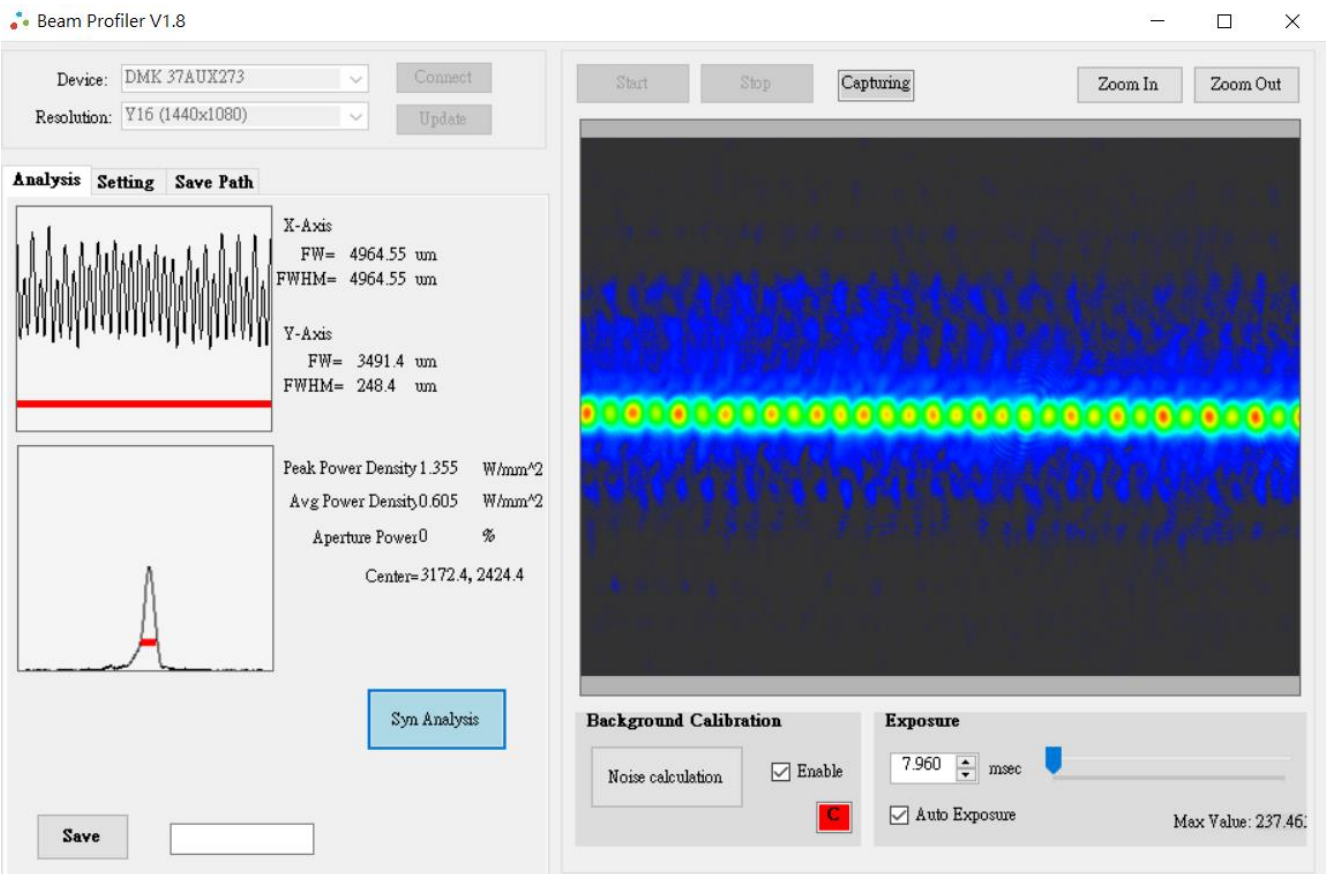 Beam Profiler V1.8
Device: DMK 37AUX273 Connect
Resolution: Y16 (1440x1080) Update
Analysis Setting Save Path
X-Axis
FW= 4964.55 um
FWHM= 4964.55 um
Y-Axis
FW= 3491.4 um
FWHM= 248.4 um
Peak Power Density 1.355 W/mm^2
Avg Power Density 0.605 W/mm^2
Aperture Power 0 %
Center= 3172.4, 2424.4
Syn Analysis
Save
Start Stop Capturing Zoom In Zoom Out
Background Calibration
Noise calculation Enable
C
Exposure
7.960 msec
Auto Exposure
Max Value: 237.46